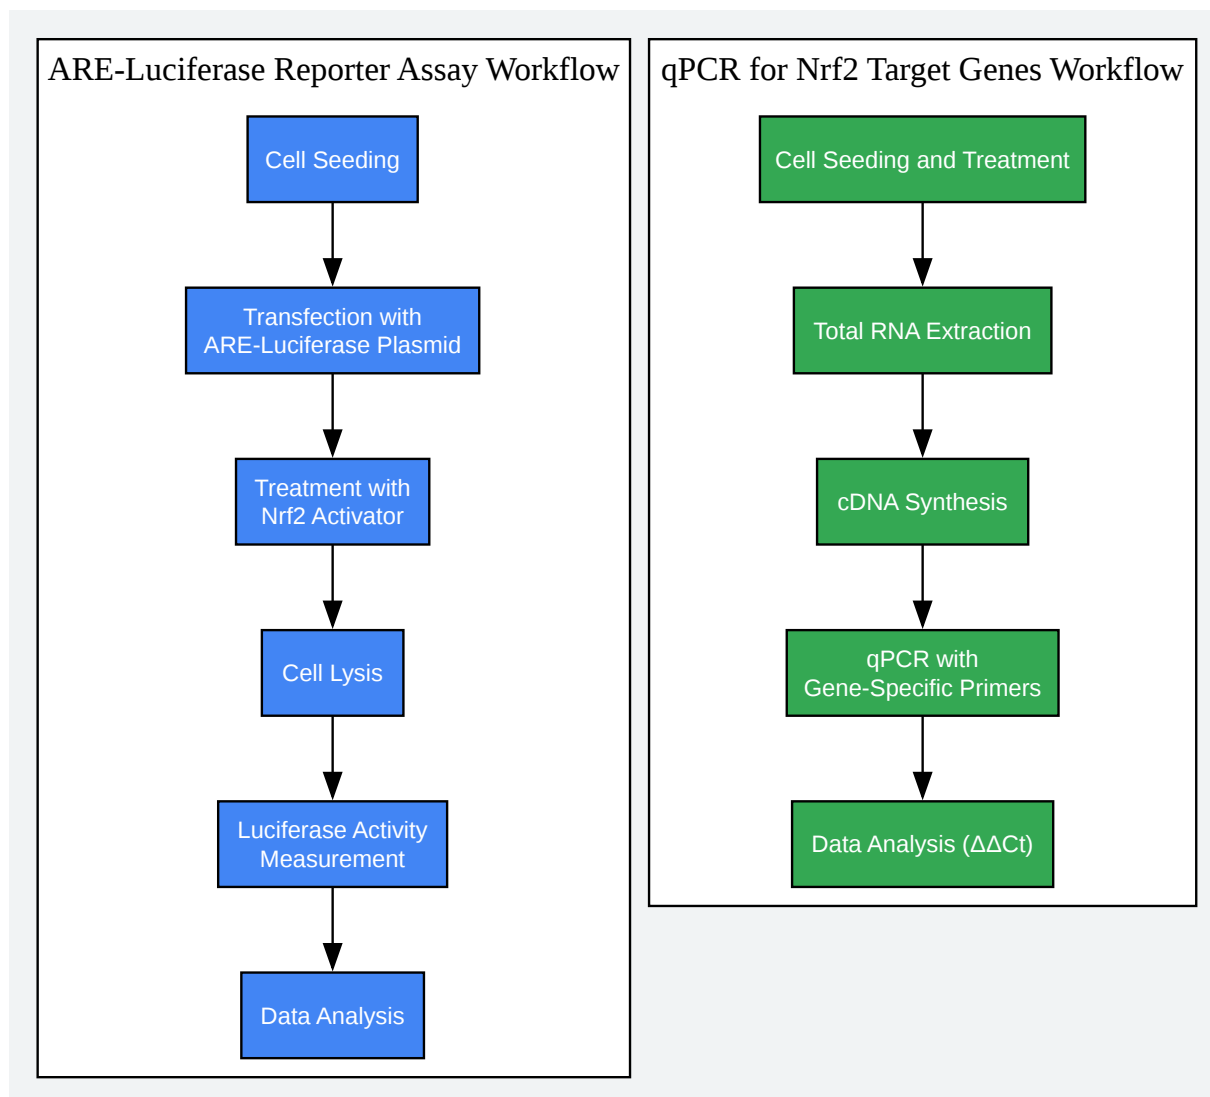 ARE-Luciferase Reporter Assay Workflow
Cell Seeding
Transfection with
ARE-Luciferase Plasmid
Treatment with
Nrf2 Activator
Cell Lysis
Luciferase Activity
Measurement
Data Analysis
qPCR for Nrf2 Target Genes Workflow
Cell Seeding and Treatment
Total RNA Extraction
cDNA Synthesis
qPCR with
Gene-Specific Primers
Data Analysis (ΔΔCt)